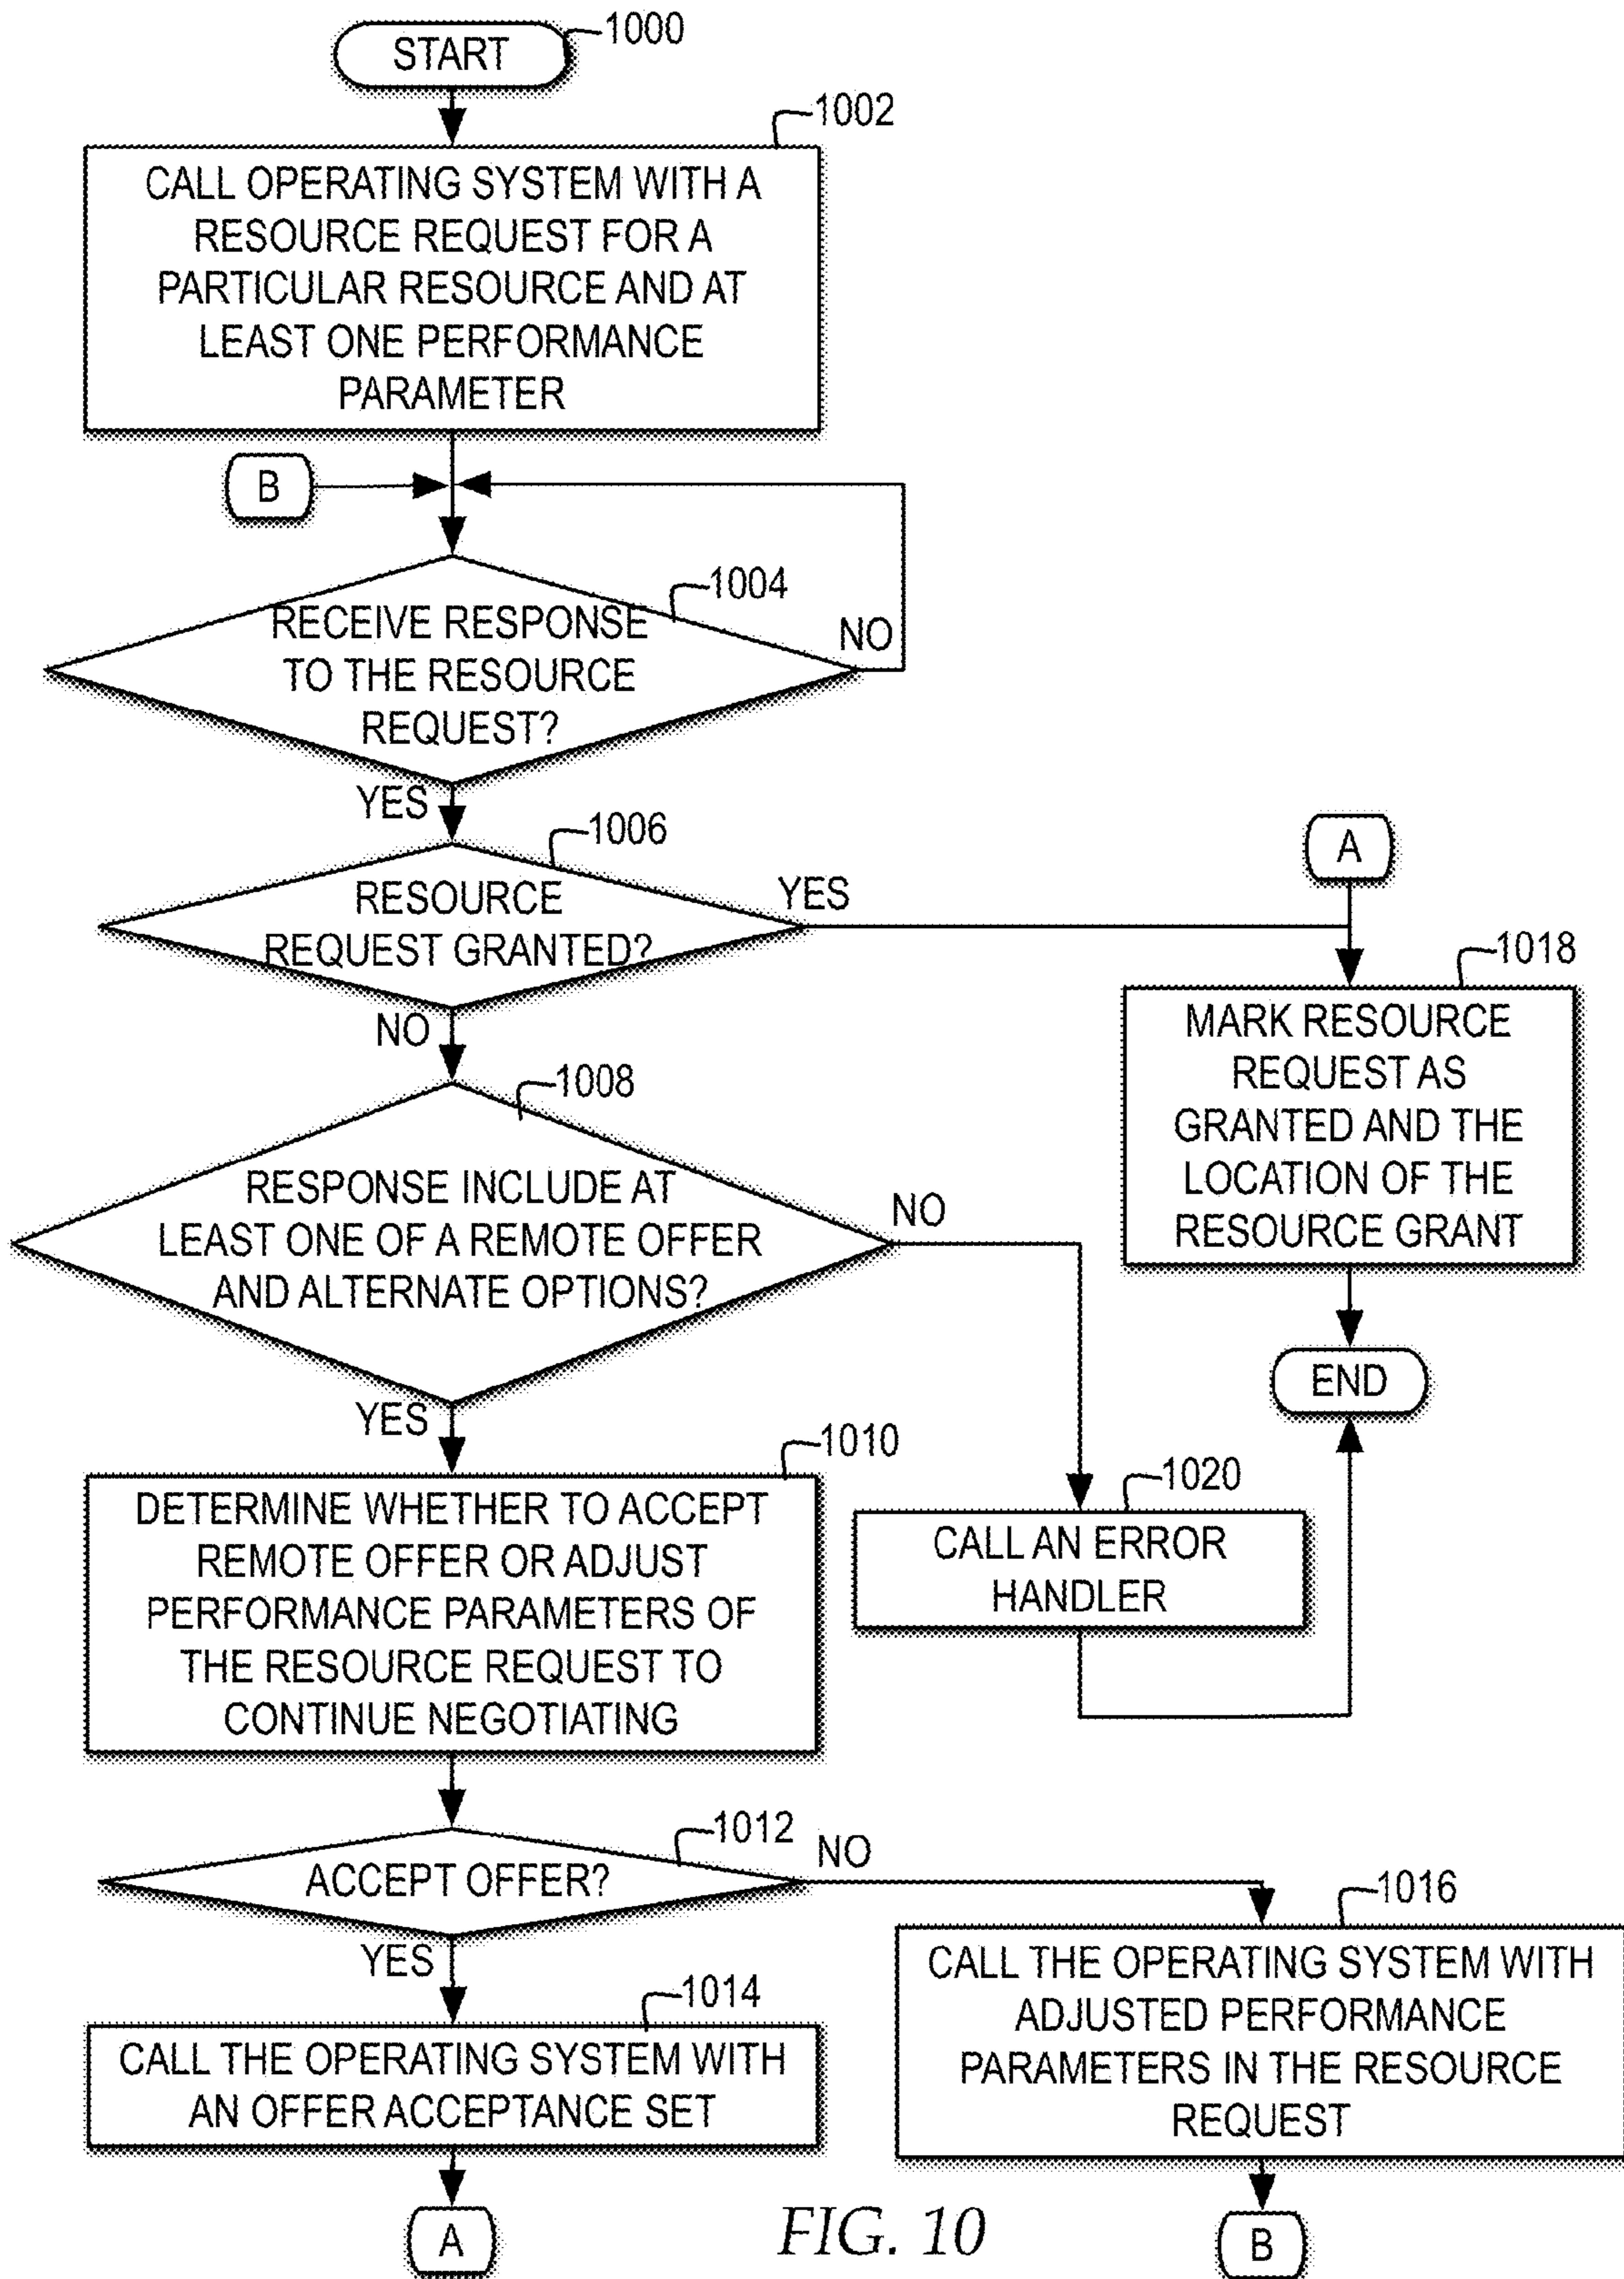 START
1000
1002
CALL OPERATING SYSTEM WITH A
RESOURCE REQUEST FOR A
PARTICULAR RESOURCE AND AT
LEAST ONE PERFORMANCE
PARAMETER
B
1004
RECEIVE RESPONSE
TO THE RESOURCE
REQUEST?
NO
YES
1006
RESOURCE
REQUEST GRANTED?
YES
NO
A
1018
MARK RESOURCE
REQUEST AS
GRANTED AND THE
LOCATION OF THE
RESOURCE GRANT
END
1008
RESPONSE INCLUDE AT
LEAST ONE OF A REMOTE OFFER
AND ALTERNATE OPTIONS?
NO
YES
1010
DETERMINE WHETHER TO ACCEPT
REMOTE OFFER OR ADJUST
PERFORMANCE PARAMETERS OF
THE RESOURCE REQUEST TO
CONTINUE NEGOTIATING
1020
CALL AN ERROR
HANDLER
1012
ACCEPT OFFER?
NO
YES
1014
CALL THE OPERATING SYSTEM WITH
AN OFFER ACCEPTANCE SET
A
1016
CALL THE OPERATING SYSTEM WITH
ADJUSTED PERFORMANCE
PARAMETERS IN THE RESOURCE
REQUEST
B
FIG. 10